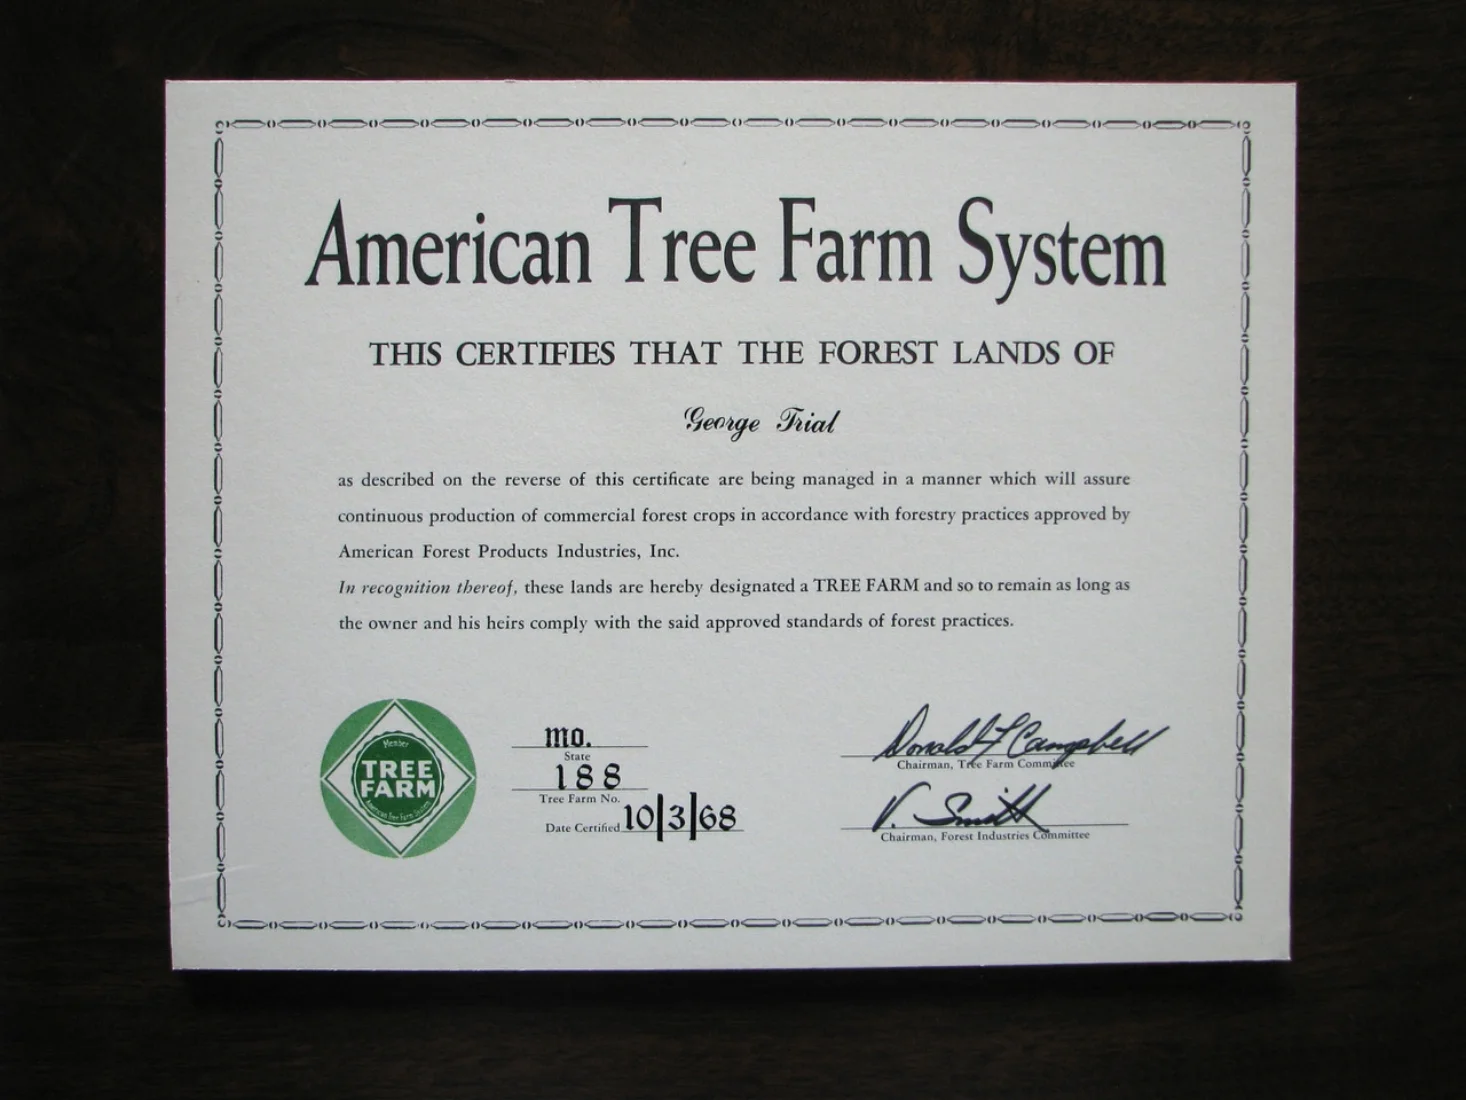 American Tree Farm System
THIS CERTIFIES THAT THE FOREST LANDS OF
George Trial
as described on the reverse of this certificate are being managed in a manner which will assure
continuous production of commercial forest crops in accordance with forestry practices approved by
American Forest Products Industries, Inc.
In recognition thereof, these lands are hereby designated a TREE FARM and so to remain as long as
the owner and his heirs comply with the said approved standards of forest practices.
Member
TREE
FARM
American Tree Farm System
mo.
State
188
Tree Farm No.
Date Certified 10/3/68
Donald F Campbell
Chairman, Tree Farm Committee
V. Smith
Chairman, Forest Industries Committee